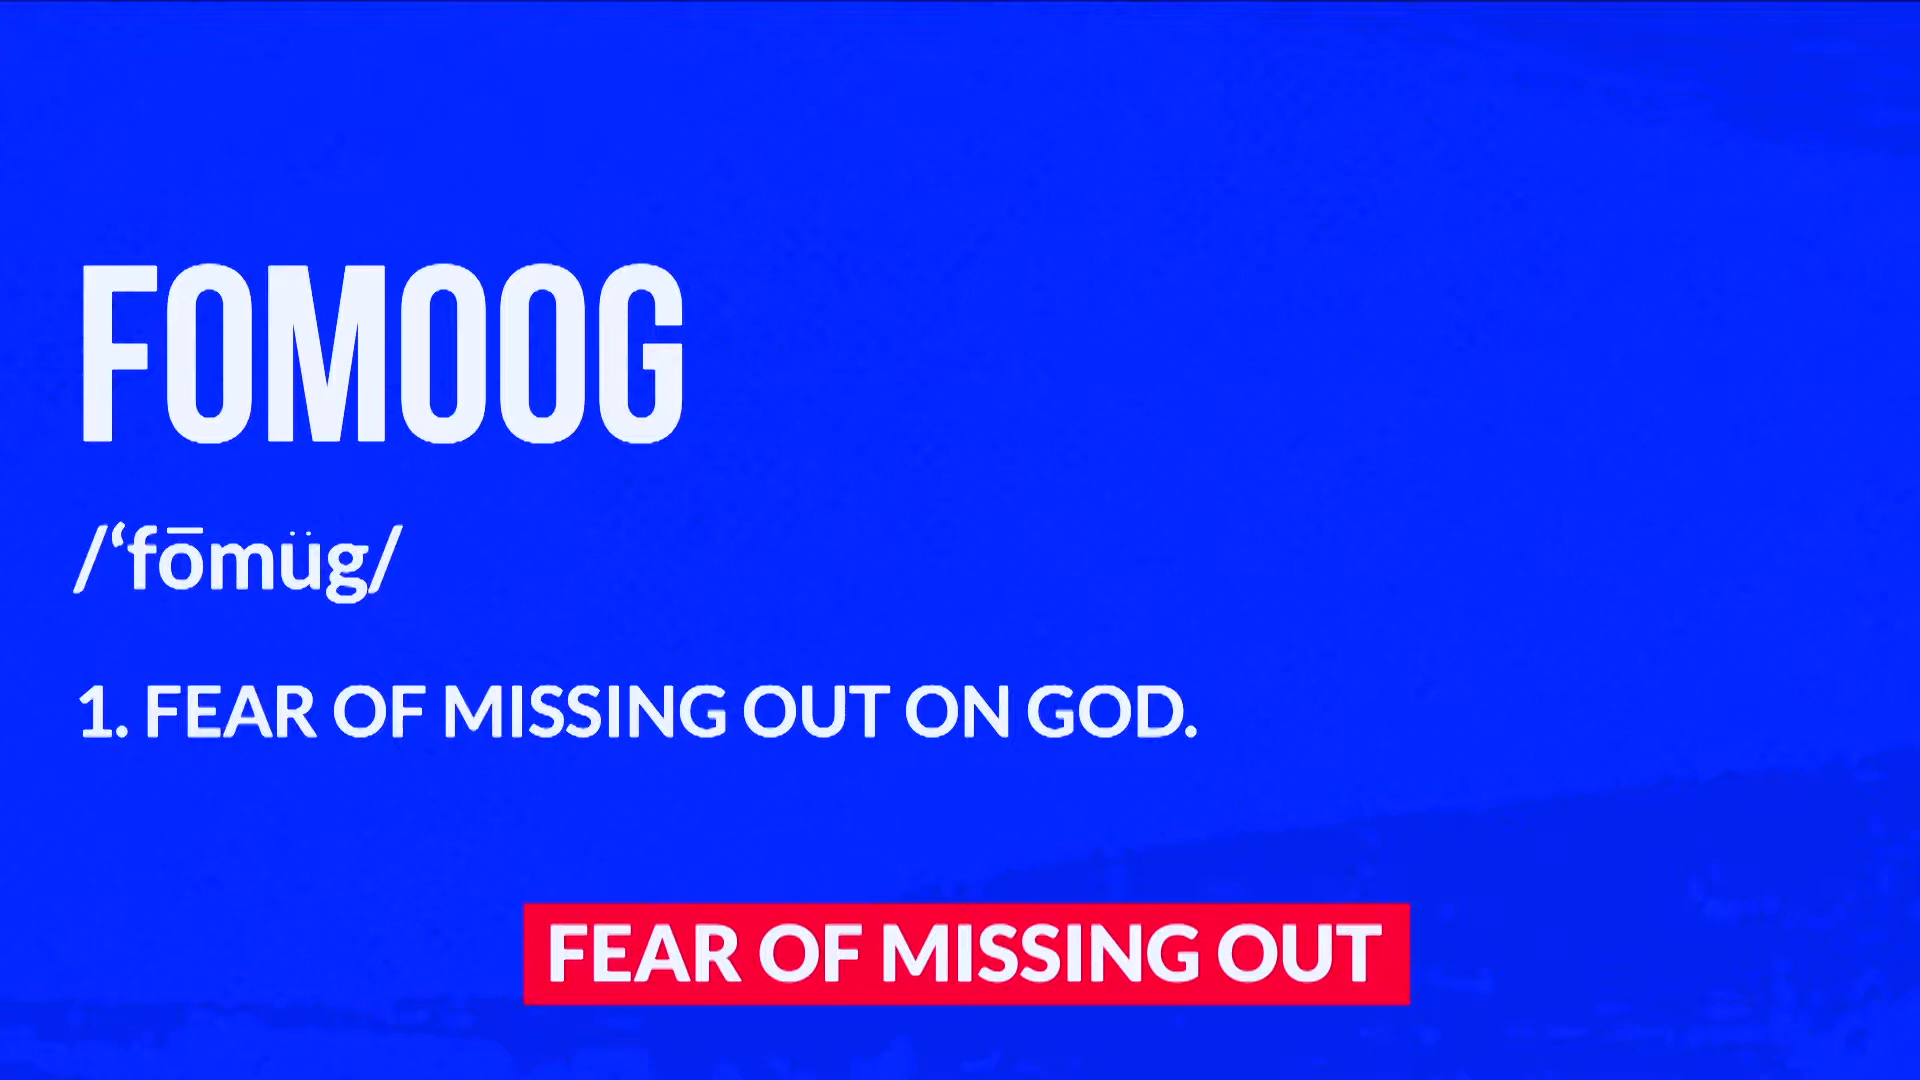 FOMOOG
/‘fōmüg/
1. FEAR OF MISSING OUT ON GOD.
FEAR OF MISSING OUT